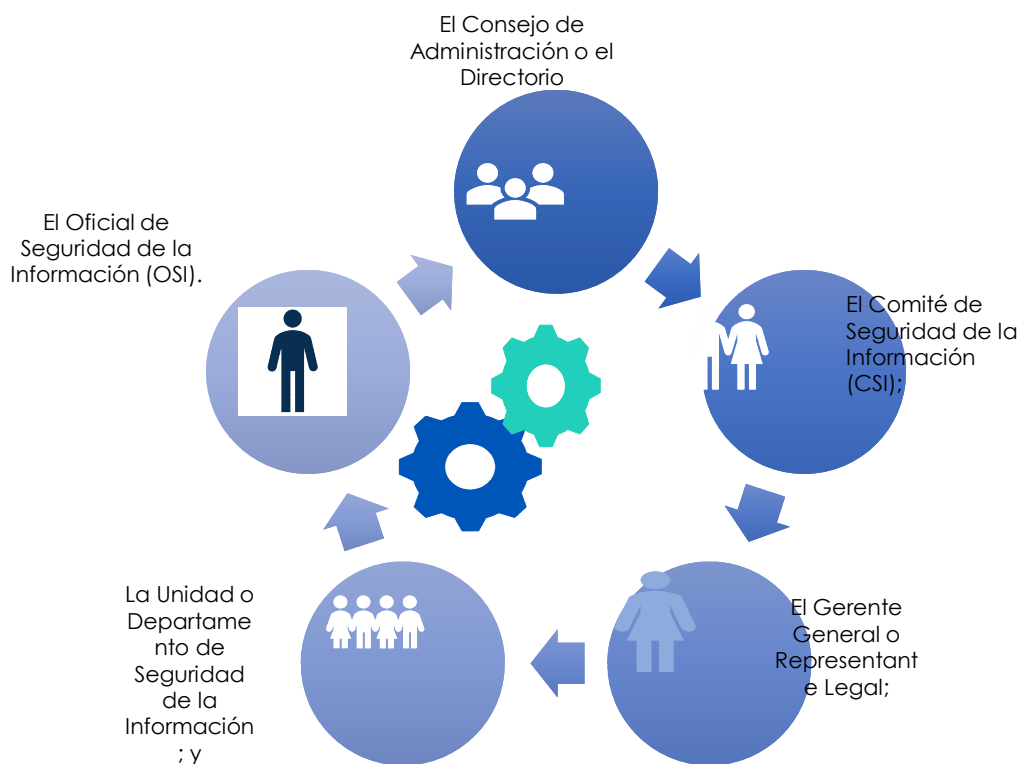 El Consejo de
Administración o el
Directorio
El Comité de
Seguridad de la
Información
(CSI);
El Gerente
General o
Representant
e Legal;
La Unidad o
Departame
nto de
Seguridad
de la
Información
; y
El Oficial de
Seguridad de la
Información (OSI).